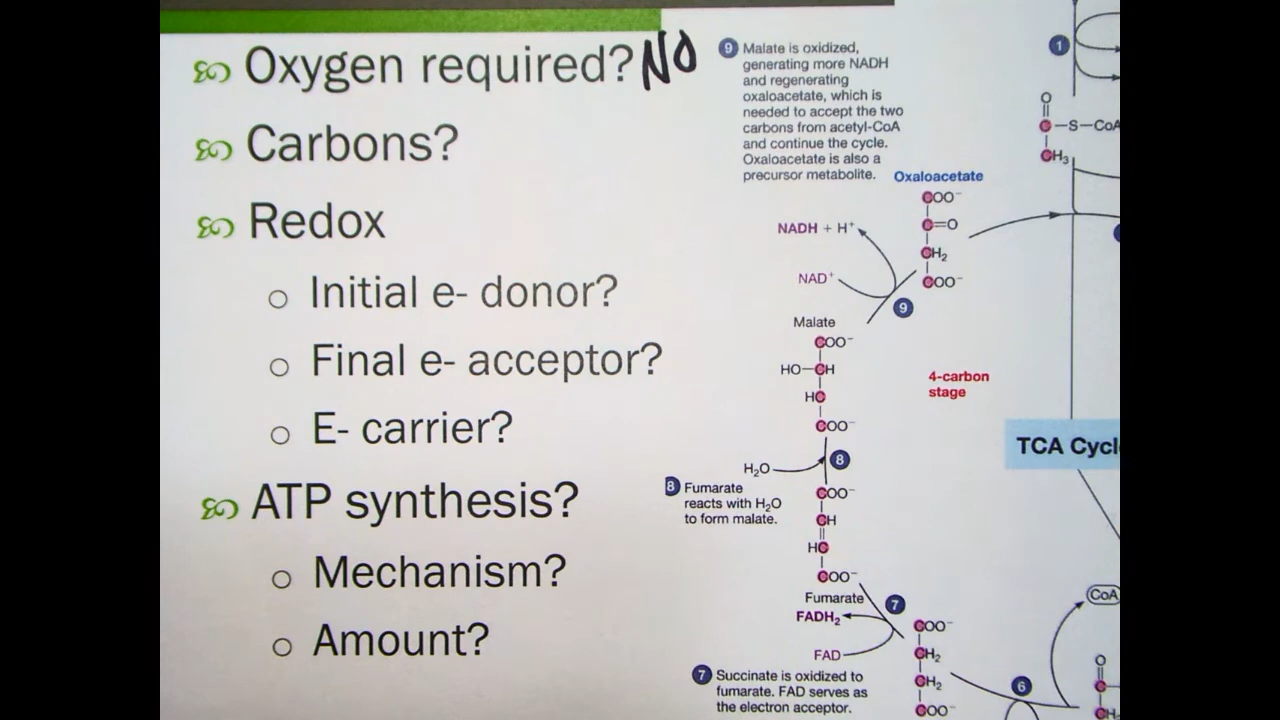 Oxygen required? NO
Carbons?
Redox
Initial e- donor?
Final e- acceptor?
E- carrier?
ATP synthesis?
Mechanism?
Amount?
9 Malate is oxidized,
generating more NADH
and regenerating
oxaloacetate, which is
needed to accept the two
carbons from acetyl-CoA
and continue the cycle.
Oxaloacetate is also a
precursor metabolite.
1
O
C—S—CoA
CH₃
Oxaloacetate
COO⁻
C=O
CH₂
COO⁻
NADH + H⁺
NAD⁺
9
Malate
COO⁻
HO—CH
HC
COO⁻
4-carbon
stage
TCA Cycl
H₂O
8
8 Fumarate
reacts with H₂O
to form malate.
COO⁻
CH
HC
COO⁻
Fumarate
7
FADH₂
FAD
COO⁻
CH₂
CH₂
COO⁻
CoA
6
O
C
CH
7 Succinate is oxidized to
fumarate. FAD serves as
the electron acceptor.